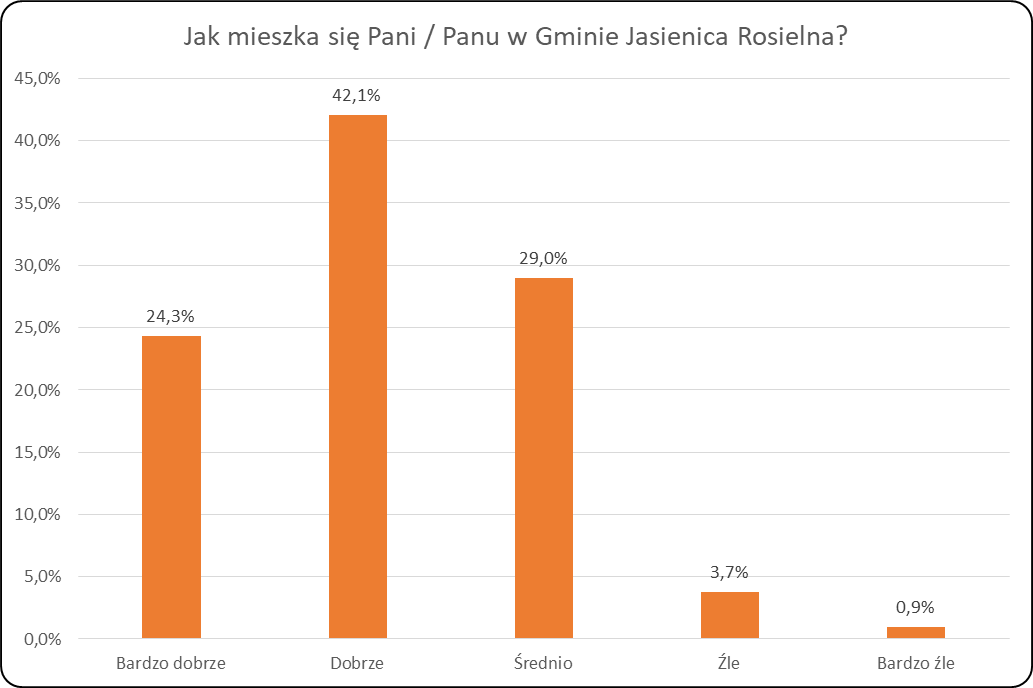 Jak mieszka się Pani / Panu w Gminie Jasienica Rosielna?
45,0%
40,0%
35,0%
30,0%
25,0%
20,0%
15,0%
10,0%
5,0%
0,0%
24,3%
42,1%
29,0%
3,7%
0,9%
Bardzo dobrze
Dobrze
Średnio
Źle
Bardzo źle